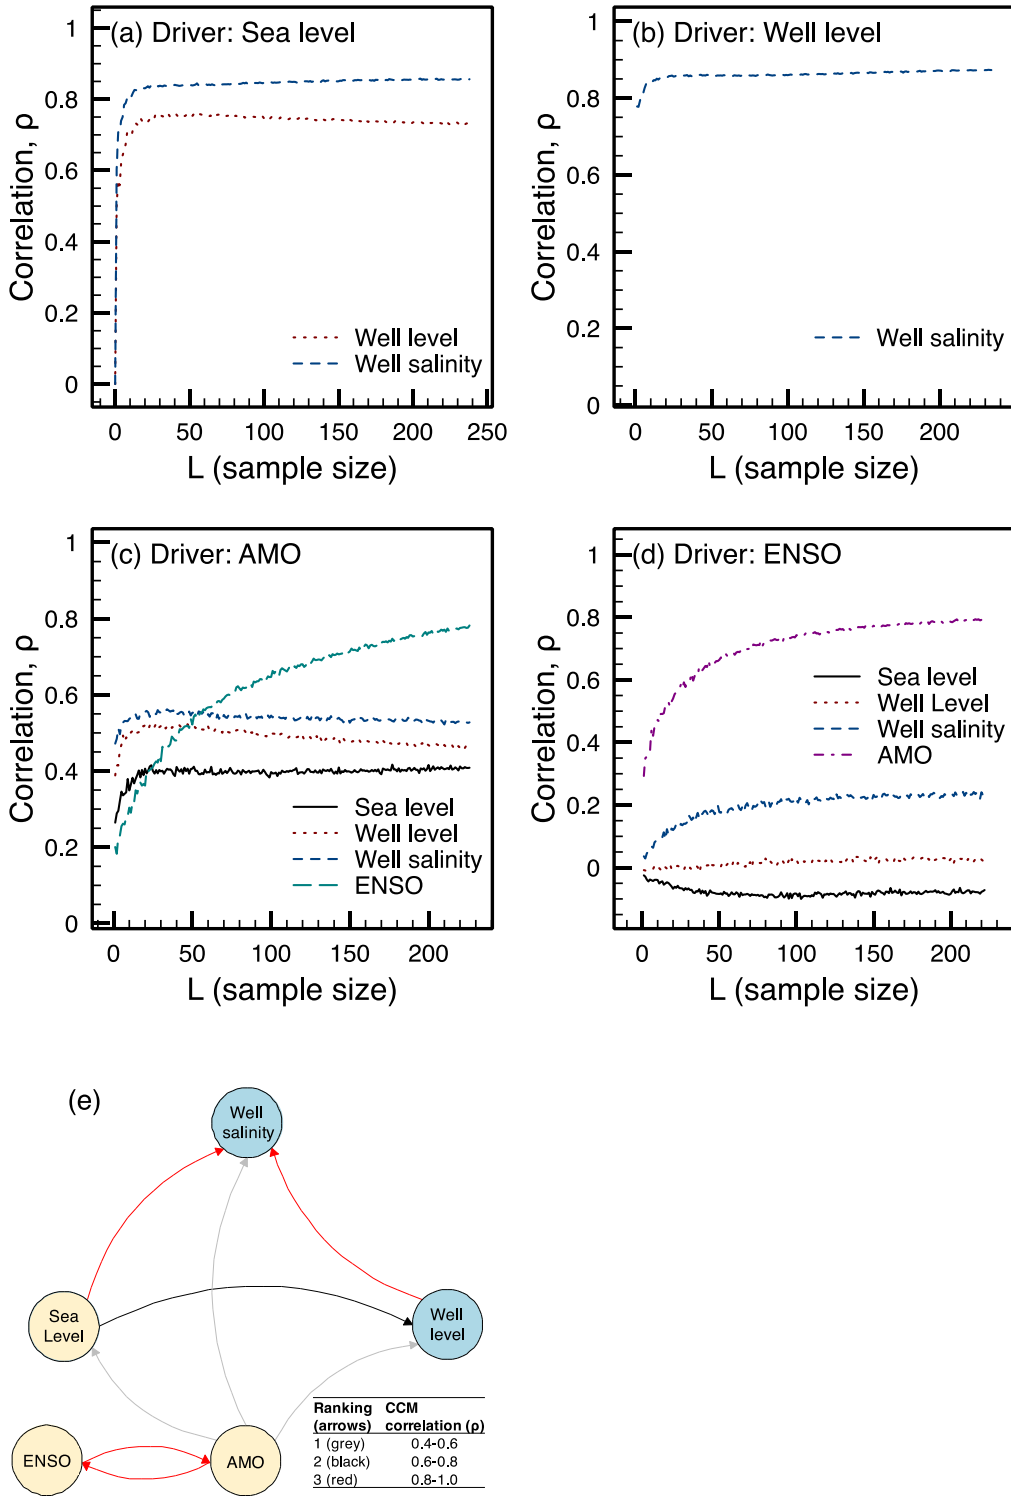 (a) Driver: Sea level
1
0.8
0.6
0.4
0.2
0
Correlation, ρ
Well level
Well salinity
0 50 100 150 200 250
L (sample size)
(b) Driver: Well level
1
0.8
0.6
0.4
0.2
0
Correlation, ρ
Well salinity
0 50 100 150 200
L (sample size)
(c) Driver: AMO
1
0.8
0.6
0.4
0.2
0
Correlation, ρ
Sea level
Well level
Well salinity
ENSO
0 50 100 150 200
L (sample size)
(d) Driver: ENSO
1
0.8
0.6
0.4
0.2
0
Correlation, ρ
Sea level
Well Level
Well salinity
AMO
0 50 100 150 200
L (sample size)
(e)
Well
salinity
Sea
Level
Well
level
ENSO
AMO
Ranking CCM
(arrows) correlation (ρ)
1 (grey) 0.4-0.6
2 (black) 0.6-0.8
3 (red) 0.8-1.0